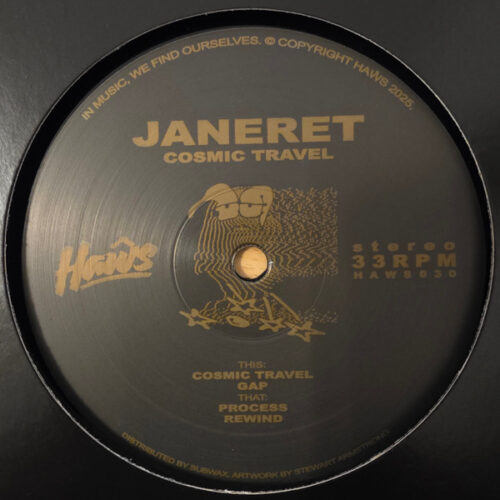 IN MUSIC, WE FIND OURSELVES. © COPYRIGHT HAWS 2025.
JANERET
COSMIC TRAVEL
Haws
stereo
33RPM
HAWS030
THIS:
COSMIC TRAVEL
GAP
THAT:
PROCESS
REWIND
DISTRIBUTED BY SUBWAX. ARTWORK BY STEWART ARMSTRONG.